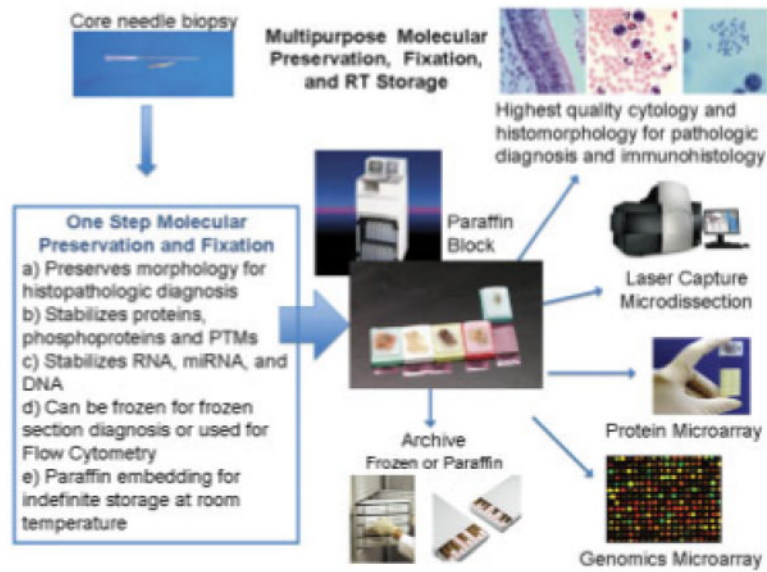 Core needle biopsy
Multipurpose Molecular
Preservation, Fixation,
and RT Storage
Highest quality cytology and
histomorphology for pathologic
diagnosis and immunohistology
One Step Molecular
Preservation and Fixation
a) Preserves morphology for
histopathologic diagnosis
b) Stabilizes proteins,
phosphoproteins and PTMs
c) Stabilizes RNA, miRNA, and
DNA
d) Can be frozen for frozen
section diagnosis or used for
Flow Cytometry
e) Paraffin embedding for
indefinite storage at room
temperature
Paraffin
Block
Laser Capture
Microdissection
Protein Microarray
Archive
Frozen or Paraffin
Genomics Microarray